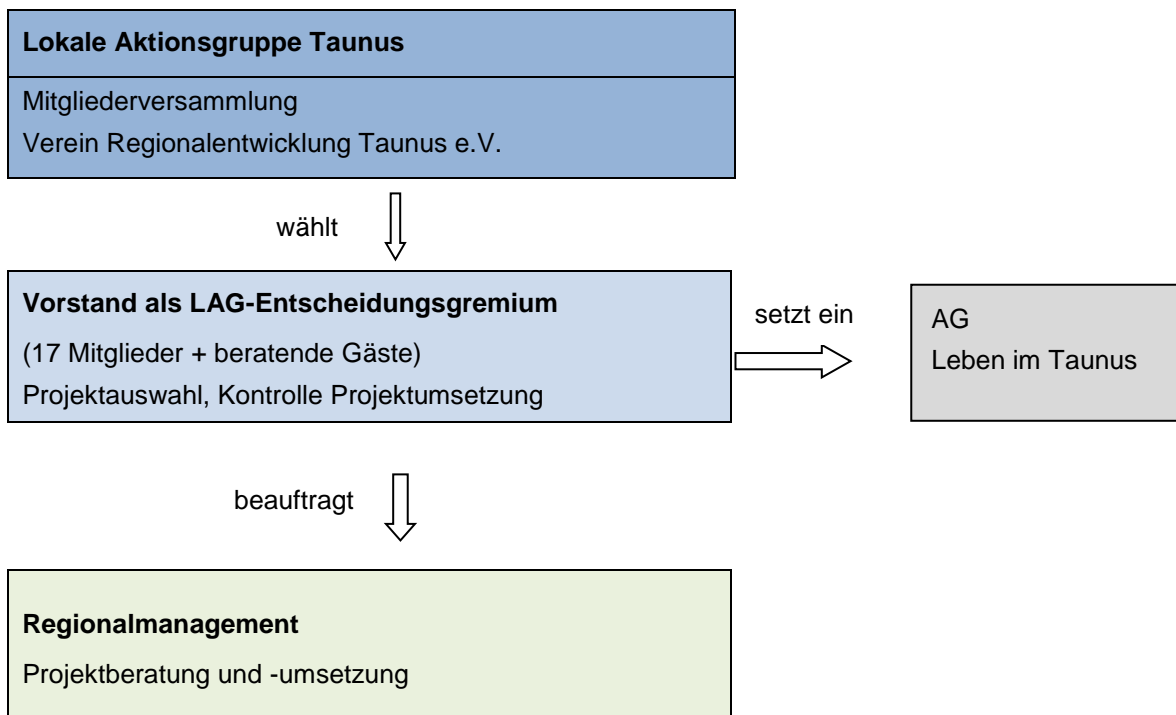 Lokale Aktionsgruppe Taunus
Mitgliederversammlung
Verein Regionalentwicklung Taunus e.V.
wählt
Vorstand als LAG-Entscheidungsgremium
(17 Mitglieder + beratende Gäste)
Projektauswahl, Kontrolle Projektumsetzung
setzt ein
AG
Leben im Taunus
beauftragt
Regionalmanagement
Projektberatung und -umsetzung